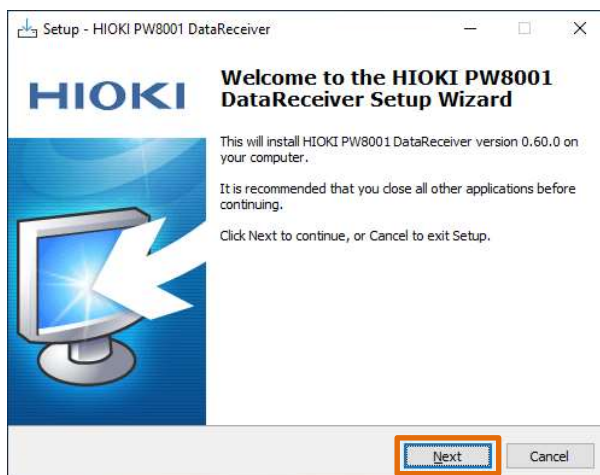 Setup - HIOKI PW8001 DataReceiver
HIOKI
Welcome to the HIOKI PW8001
DataReceiver Setup Wizard
This will install HIOKI PW8001 DataReceiver version 0.60.0 on
your computer.
It is recommended that you close all other applications before
continuing.
Click Next to continue, or Cancel to exit Setup.
Next
Cancel